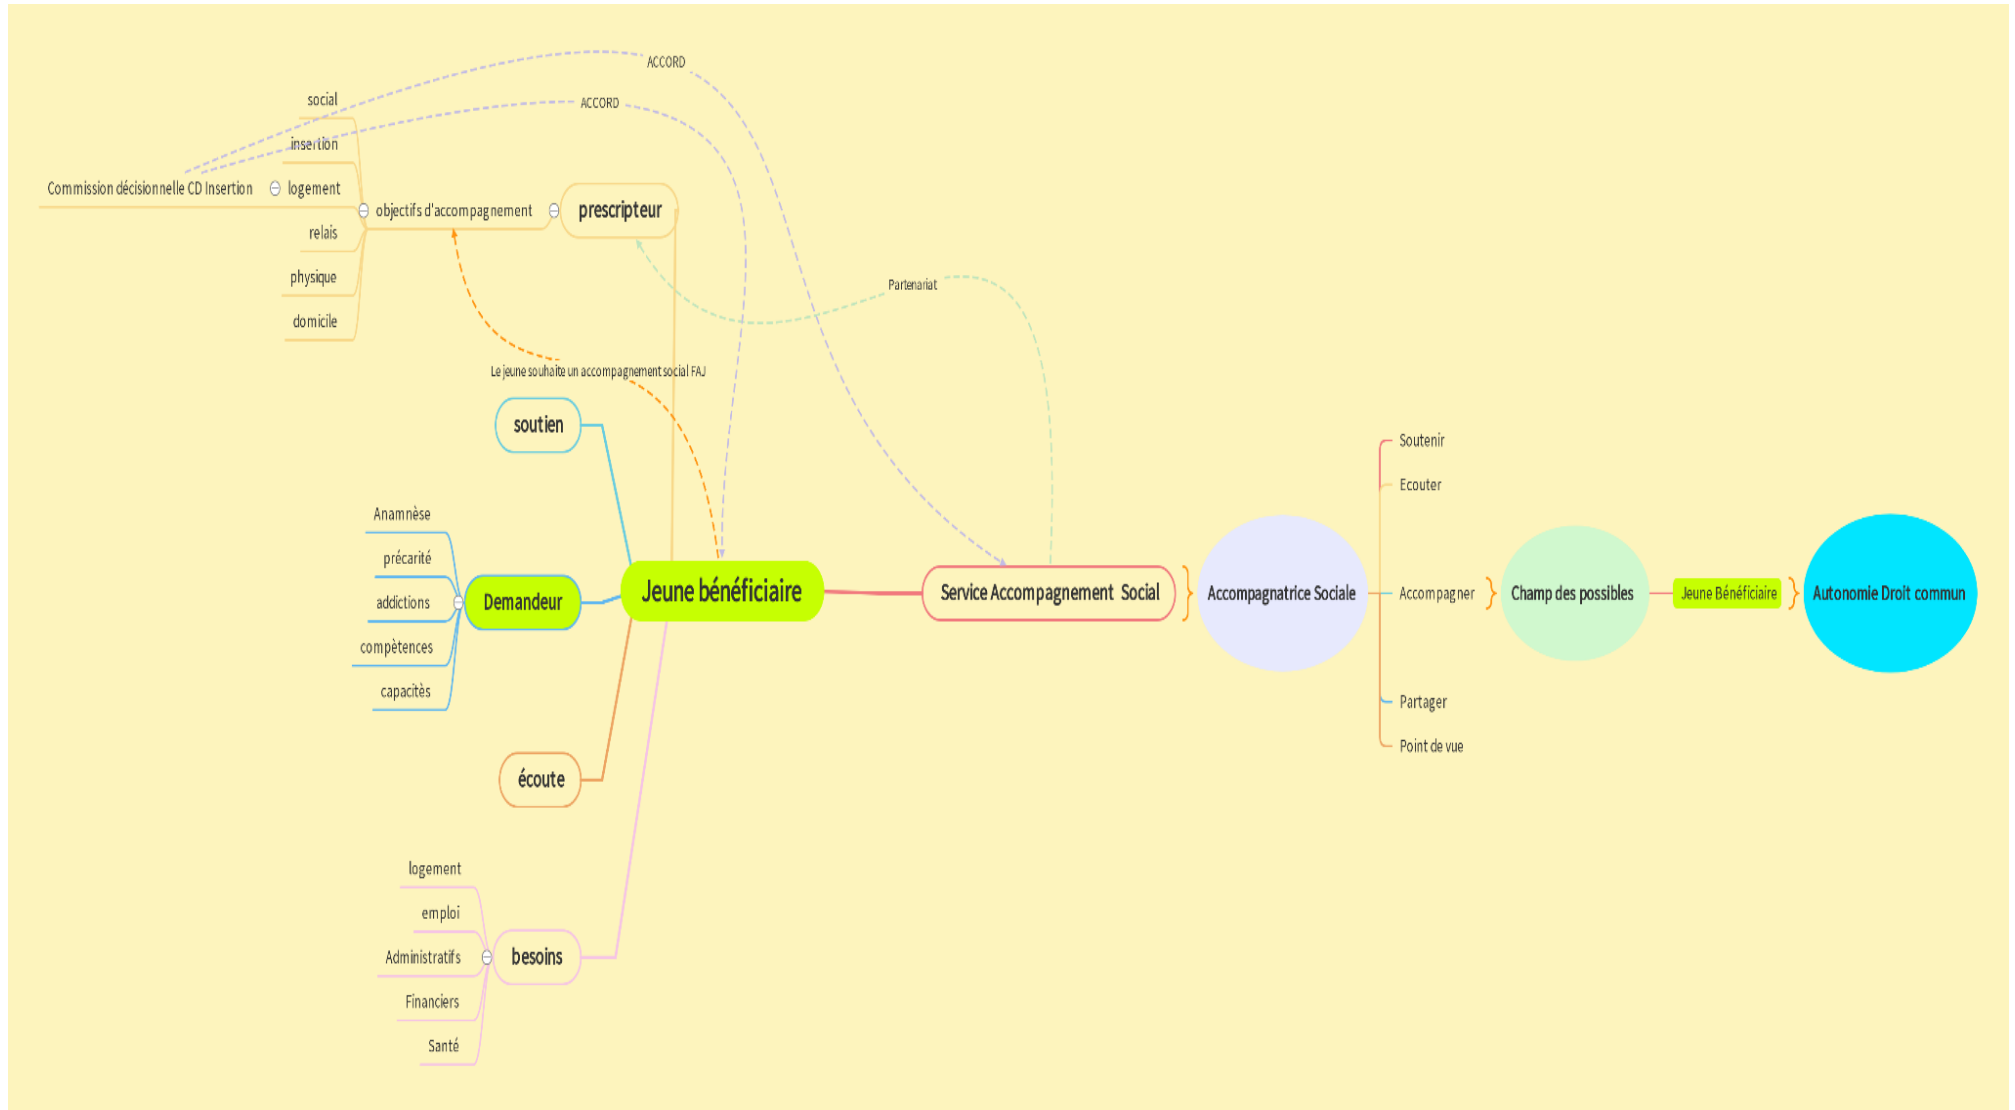 ACCORD
ACCORD
social
insertion
Commission décisionnelle CD Insertion
logement
relais
physique
domicile
objectifs d'accompagnement
prescripteur
Partenariat
Le jeune souhaite un accompagnement social FAJ
soutien
Anamnèse
précarité
addictions
compètences
capacitès
Demandeur
écoute
logement
emploi
Administratifs
Financiers
Santé
besoins
Jeune bénéficiaire
Service Accompagnement Social
Accompagnatrice Sociale
Soutenir
Ecouter
Accompagner
Partager
Point de vue
Champ des possibles
Jeune Bénéficiaire
Autonomie Droit commun